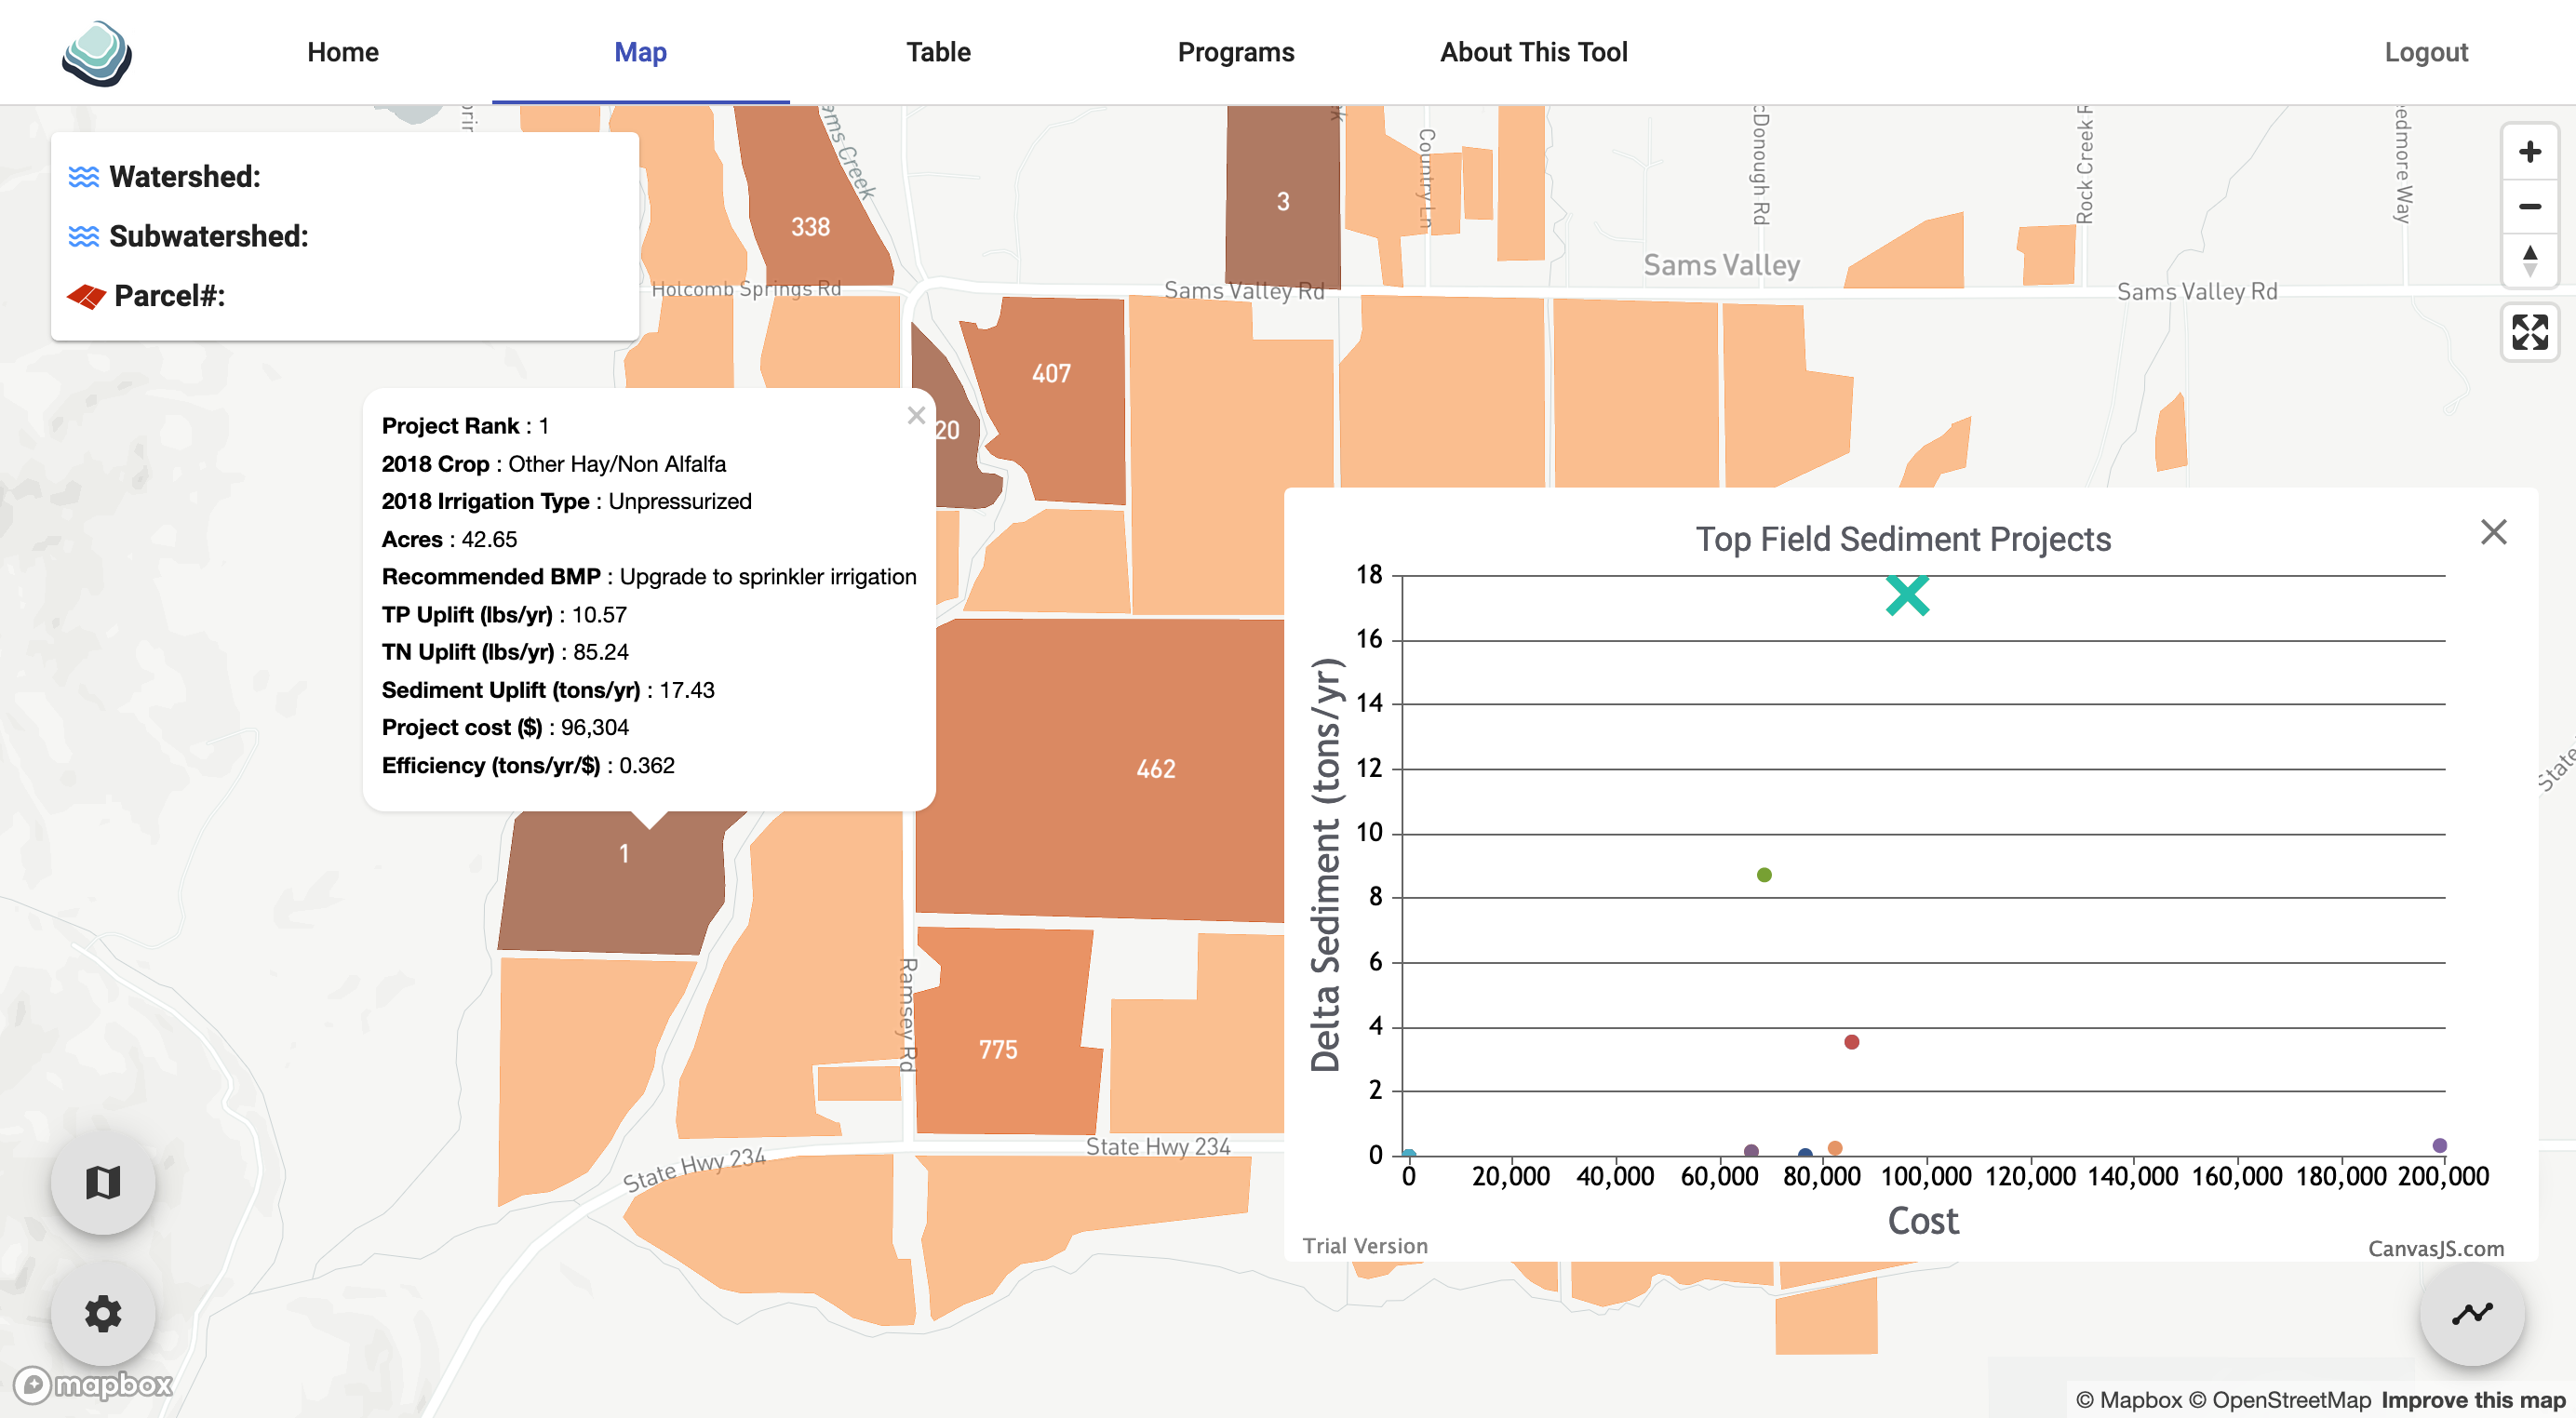 Home Map Table Programs About This Tool Logout
Watershed:
Subwatershed:
Parcel#:
ams Creek
Country Ln
cDonough Rd
Rock Creek R
edmore Way
338
3
Sams Valley
Holcomb Springs Rd
Sams Valley Rd
Sams Valley Rd
407
20
Project Rank : 1
2018 Crop : Other Hay/Non Alfalfa
2018 Irrigation Type : Unpressurized
Acres : 42.65
Recommended BMP : Upgrade to sprinkler irrigation
TP Uplift (lbs/yr) : 10.57
TN Uplift (lbs/yr) : 85.24
Sediment Uplift (tons/yr) : 17.43
Project cost ($) : 96,304
Efficiency (tons/yr/$) : 0.362
462
1
Ramsey Rd
775
State Hwy 234
State Hwy 234
State
Top Field Sediment Projects
Delta Sediment (tons/yr)
18
16
14
12
10
8
6
4
2
0
0 20,000 40,000 60,000 80,000 100,000 120,000 140,000 160,000 180,000 200,000
Cost
Trial Version
CanvasJS.com
mapbox
© Mapbox © OpenStreetMap Improve this map